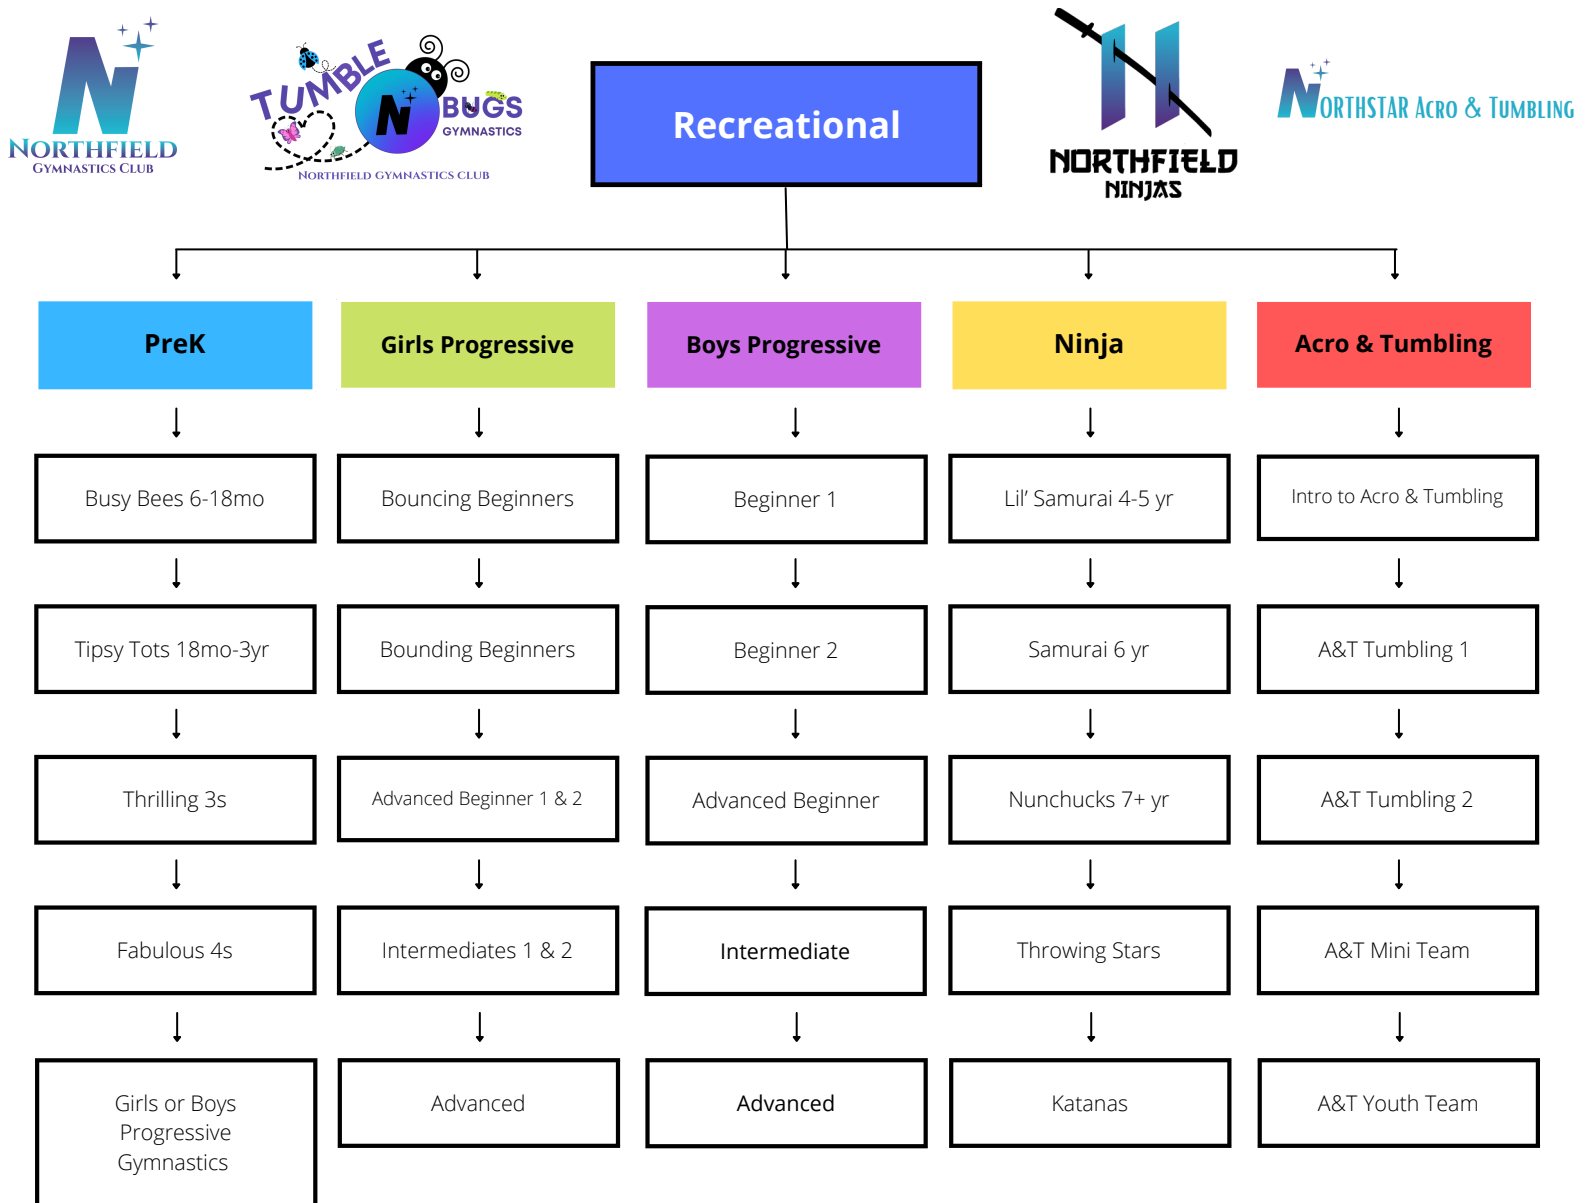 N
NORTHFIELD
GYMNASTICS CLUB
TUMBLE
N
BUGS
GYMNASTICS
NORTHFIELD GYMNASTICS CLUB
Recreational
N
NORTHFIELD
NINJAS
NORTHSTAR ACRO & TUMBLING
PreK
Girls Progressive
Boys Progressive
Ninja
Acro & Tumbling
Busy Bees 6-18mo
Bouncing Beginners
Beginner 1
Lil’ Samurai 4-5 yr
Intro to Acro & Tumbling
Tipsy Tots 18mo-3yr
Bounding Beginners
Beginner 2
Samurai 6 yr
A&T Tumbling 1
Thrilling 3s
Advanced Beginner 1 & 2
Advanced Beginner
Nunchucks 7+ yr
A&T Tumbling 2
Fabulous 4s
Intermediates 1 & 2
Intermediate
Throwing Stars
A&T Mini Team
Girls or Boys
Progressive
Gymnastics
Advanced
Advanced
Katanas
A&T Youth Team